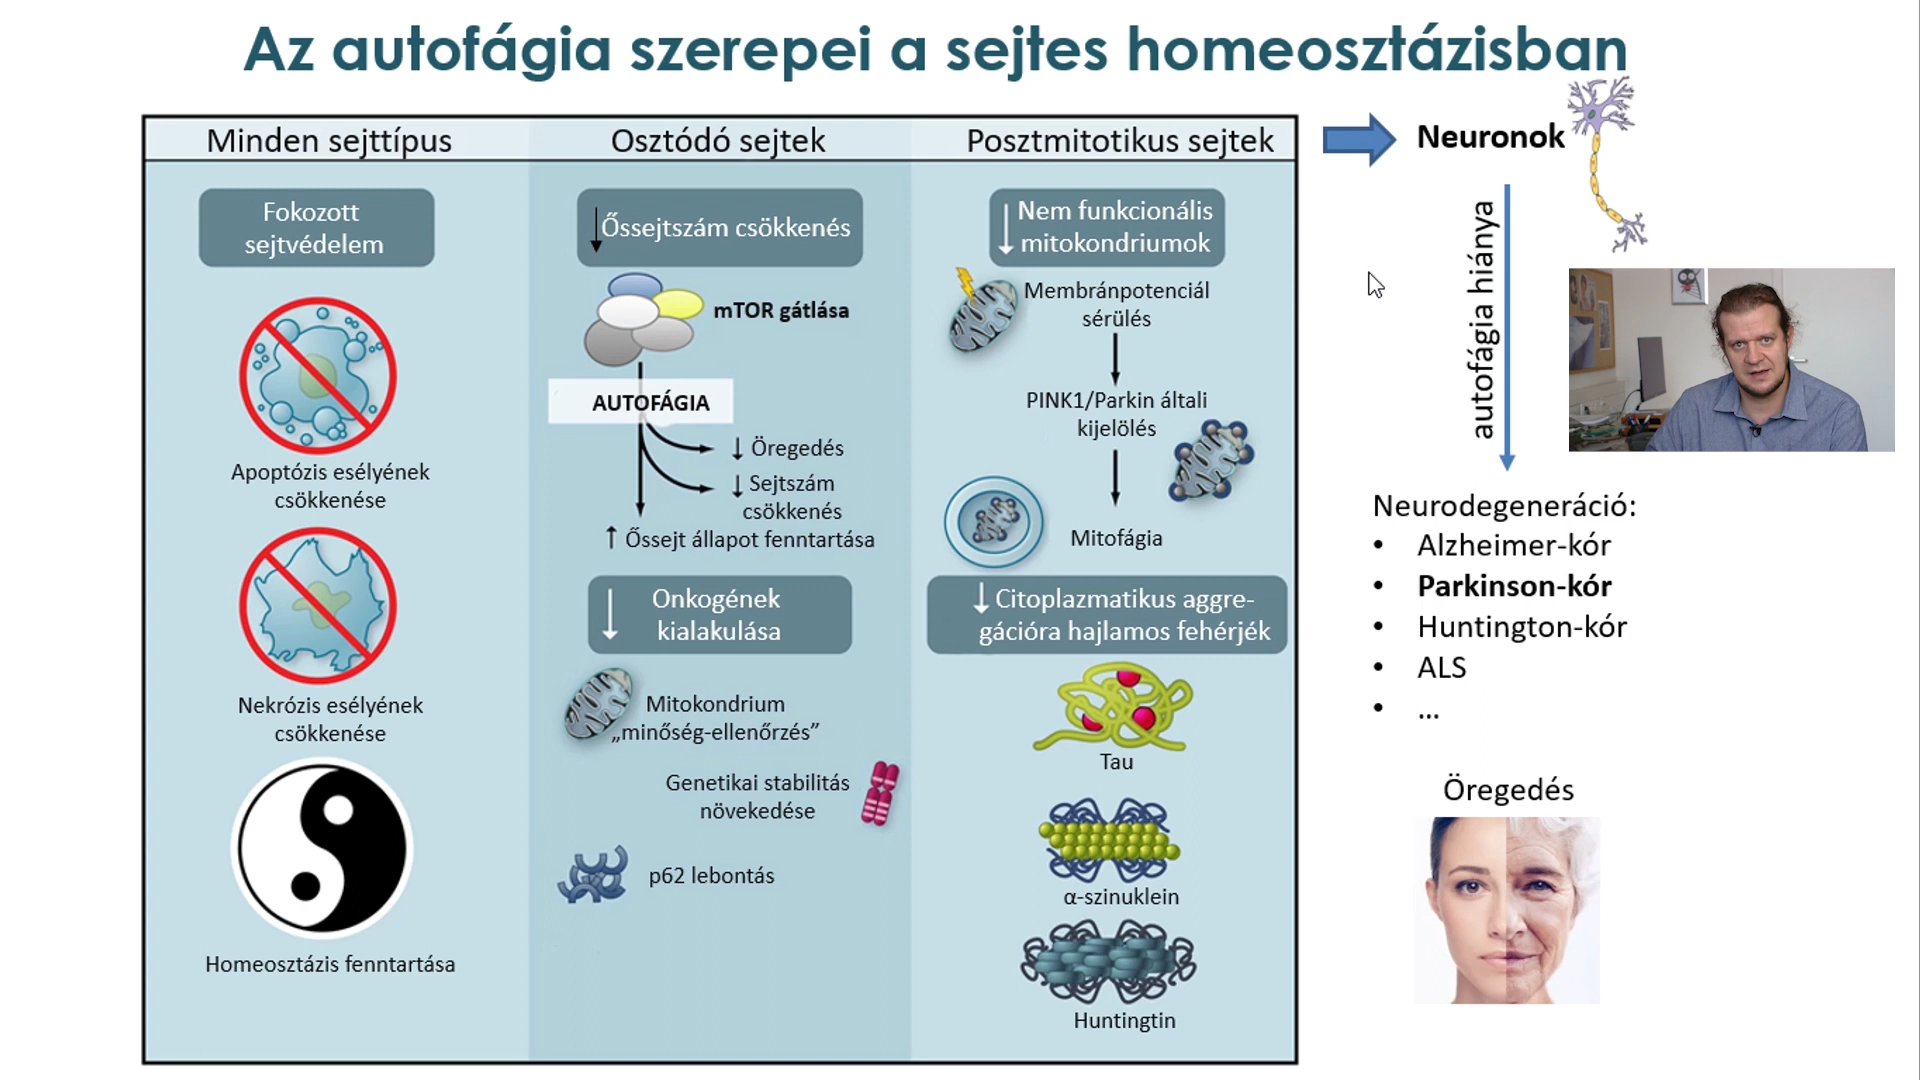 Az autofágia szerepei a sejtes homeosztázisban
Minden sejttípus
Fokozott
sejtvédelem
Apoptózis esélyének
csökkenése
Nekrózis esélyének
csökkenése
Homeosztázis fenntartása
Osztódó sejtek
↓Őssejtszám csökkenés
mTOR gátlása
AUTOFÁGIA
↓ Öregedés
↓ Sejtszám
csökkenés
↑ Őssejt állapot fenntartása
↓ Onkogének
kialakulása
Mitokondrium
„minőség-ellenőrzés”
Genetikai stabilitás
növekedése
p62 lebontás
Posztmitotikus sejtek
↓ Nem funkcionális
mitokondriumok
Membránpotenciál
sérülés
PINK1/Parkin általi
kijelölés
Mitofágia
↓ Citoplazmatikus aggre-
gációra hajlamos fehérjék
Tau
α-szinuklein
Huntingtin
Neuronok
autofágia hiánya
Neurodegeneráció:
• Alzheimer-kór
• Parkinson-kór
• Huntington-kór
• ALS
• ...
Öregedés